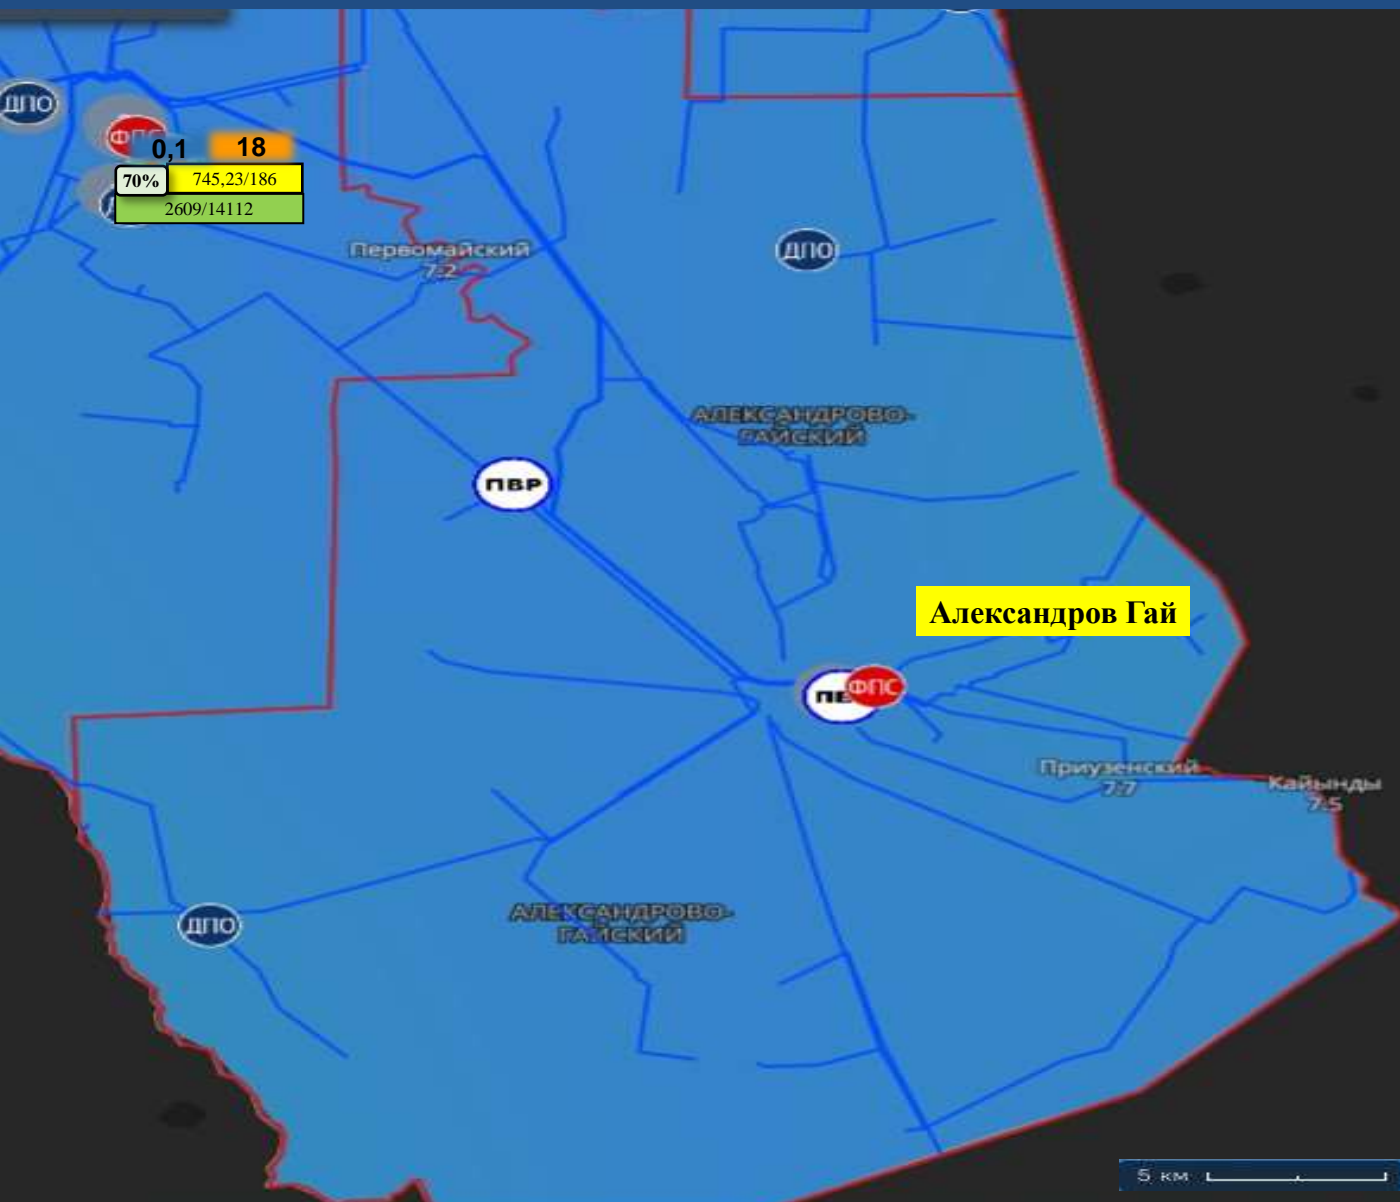 ДПО
0,1 18
70% 745,23/186
2609/14112
Первомайский
7.2
ДПО
АЛЕКСАНДРОВО-
ГАЙСКИЙ
ПВР
Александров Гай
ФПС
Приузенский
7.7
Кайынды
7.5
АЛЕКСАНДРОВО-
ГАЙСКИЙ
ДПО
5 км